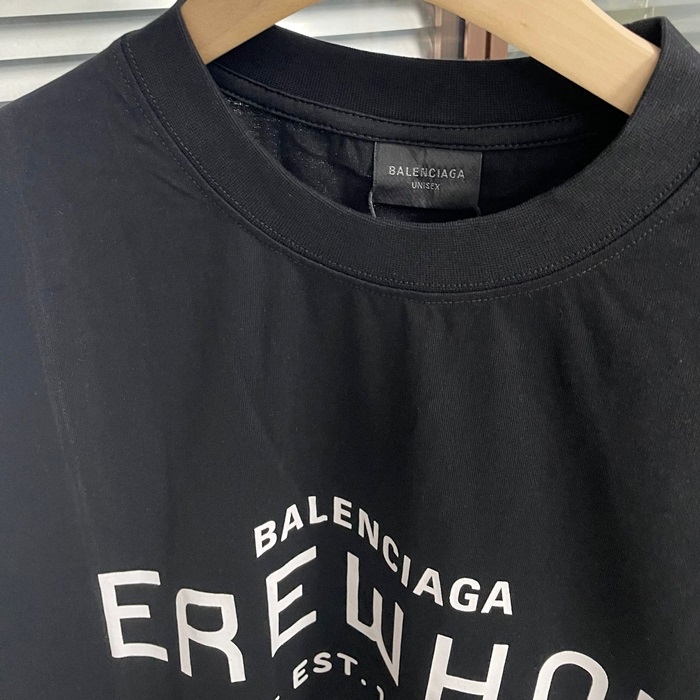 BALENCIAGA
UNISEX
BALENCIAGA
EREWHO
EST.